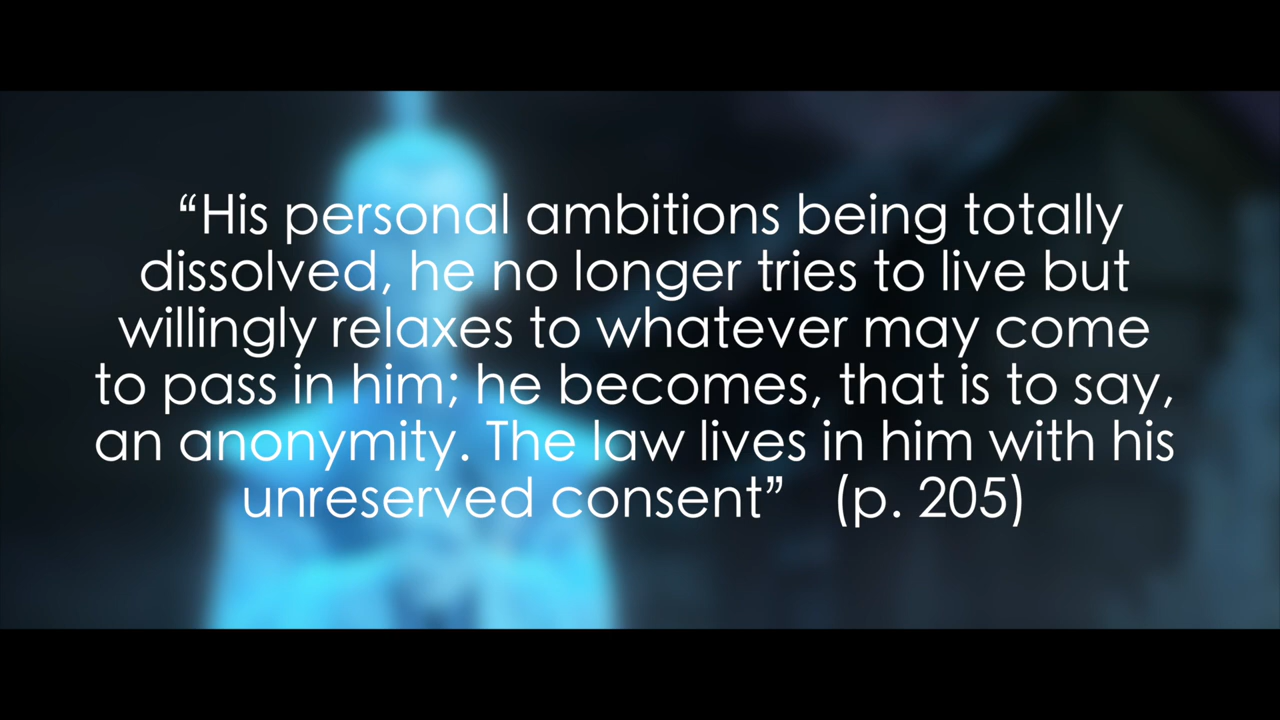 “His personal ambitions being totally
dissolved, he no longer tries to live but
willingly relaxes to whatever may come
to pass in him; he becomes, that is to say,
an anonymity. The law lives in him with his
unreserved consent” (p. 205)